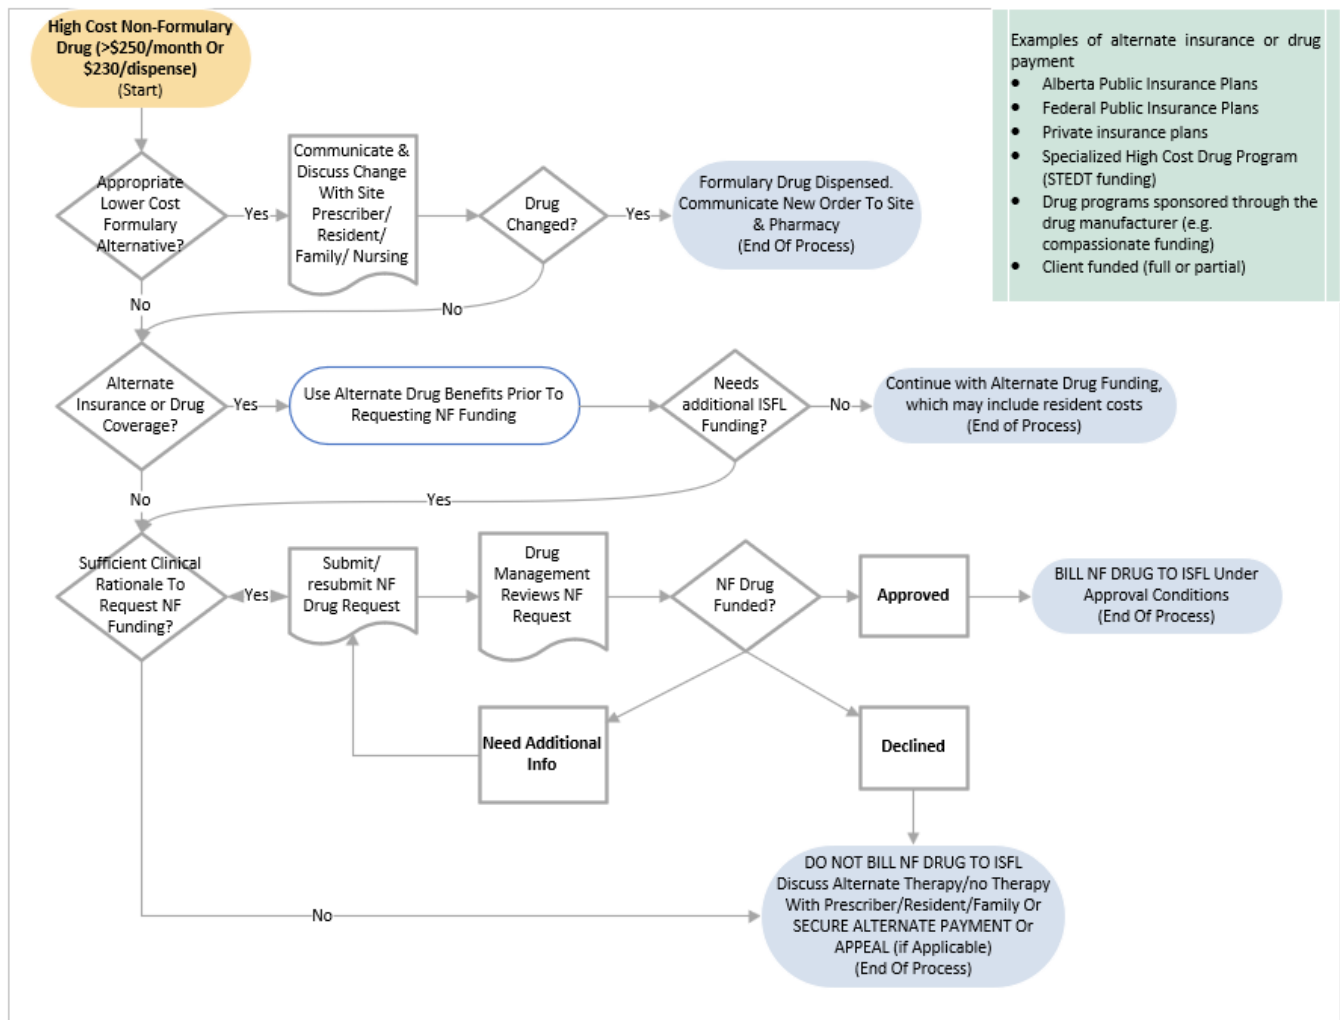 High Cost Non-Formulary
Drug (>$250/month Or
$230/dispense)
(Start)
Examples of alternate insurance or drug
payment
• Alberta Public Insurance Plans
• Federal Public Insurance Plans
• Private insurance plans
• Specialized High Cost Drug Program
(STEDT funding)
• Drug programs sponsored through the
drug manufacturer (e.g.
compassionate funding)
• Client funded (full or partial)
Appropriate
Lower Cost
Formulary
Alternative?
Yes
Communicate &
Discuss Change
With Site
Prescriber/
Resident/
Family/ Nursing
Drug
Changed?
Yes
Formulary Drug Dispensed.
Communicate New Order To Site
& Pharmacy
(End Of Process)
No
No
Alternate
Insurance or Drug
Coverage?
Yes
Use Alternate Drug Benefits Prior To
Requesting NF Funding
Needs
additional ISFL
Funding?
No
Continue with Alternate Drug Funding,
which may include resident costs
(End of Process)
No
Yes
Sufficient Clinical
Rationale To
Request NF
Funding?
Yes
Submit/
resubmit NF
Drug Request
Drug
Management
Reviews NF
Request
NF Drug
Funded?
Approved
BILL NF DRUG TO ISFL Under
Approval Conditions
(End Of Process)
Need Additional
Info
Declined
No
DO NOT BILL NF DRUG TO ISFL
Discuss Alternate Therapy/no Therapy
With Prescriber/Resident/Family Or
SECURE ALTERNATE PAYMENT Or
APPEAL (if Applicable)
(End Of Process)